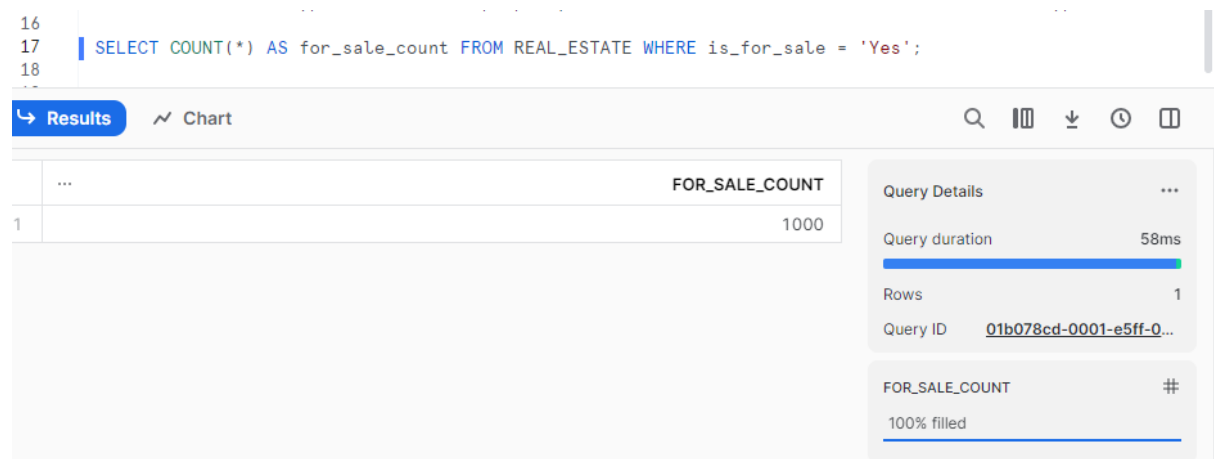 16
17 SELECT COUNT(*) AS for_sale_count FROM REAL_ESTATE WHERE is_for_sale = 'Yes';
18
Results Chart
... FOR_SALE_COUNT
1 1000
Query Details ...
Query duration 58ms
Rows 1
Query ID 01b078cd-0001-e5ff-0...
FOR_SALE_COUNT #
100% filled